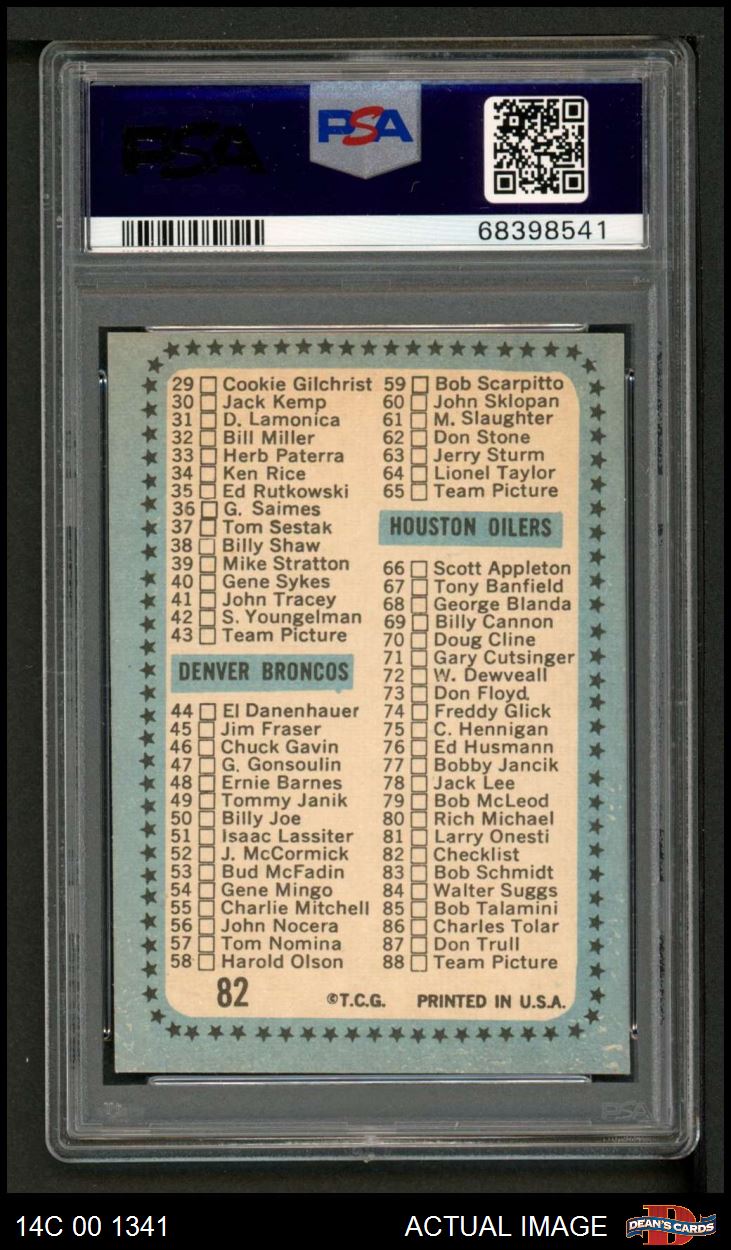 PSA
PSA
68398541
29 Cookie Gilchrist
30 Jack Kemp
31 D. Lamonica
32 Bill Miller
33 Herb Paterra
34 Ken Rice
35 Ed Rutkowski
36 G. Saimes
37 Tom Sestak
38 Billy Shaw
39 Mike Stratton
40 Gene Sykes
41 John Tracey
42 S. Youngelman
43 Team Picture
DENVER BRONCOS
44 El Danenhauer
45 Jim Fraser
46 Chuck Gavin
47 G. Gonsoulin
48 Ernie Barnes
49 Tommy Janik
50 Billy Joe
51 Isaac Lassiter
52 J. McCormick
53 Bud McFadin
54 Gene Mingo
55 Charlie Mitchell
56 John Nocera
57 Tom Nomina
58 Harold Olson
59 Bob Scarpitto
60 John Sklopan
61 M. Slaughter
62 Don Stone
63 Jerry Sturm
64 Lionel Taylor
65 Team Picture
HOUSTON OILERS
66 Scott Appleton
67 Tony Banfield
68 George Blanda
69 Billy Cannon
70 Doug Cline
71 Gary Cutsinger
72 W. Dewveall
73 Don Floyd
74 Freddy Glick
75 C. Hennigan
76 Ed Husmann
77 Bobby Jancik
78 Jack Lee
79 Bob McLeod
80 Rich Michael
81 Larry Onesti
82 Checklist
83 Bob Schmidt
84 Walter Suggs
85 Bob Talamini
86 Charles Tolar
87 Don Trull
88 Team Picture
82 ©T.C.G. PRINTED IN U.S.A.
PSA
14C 00 1341 ACTUAL IMAGE DEAN'S CARDS